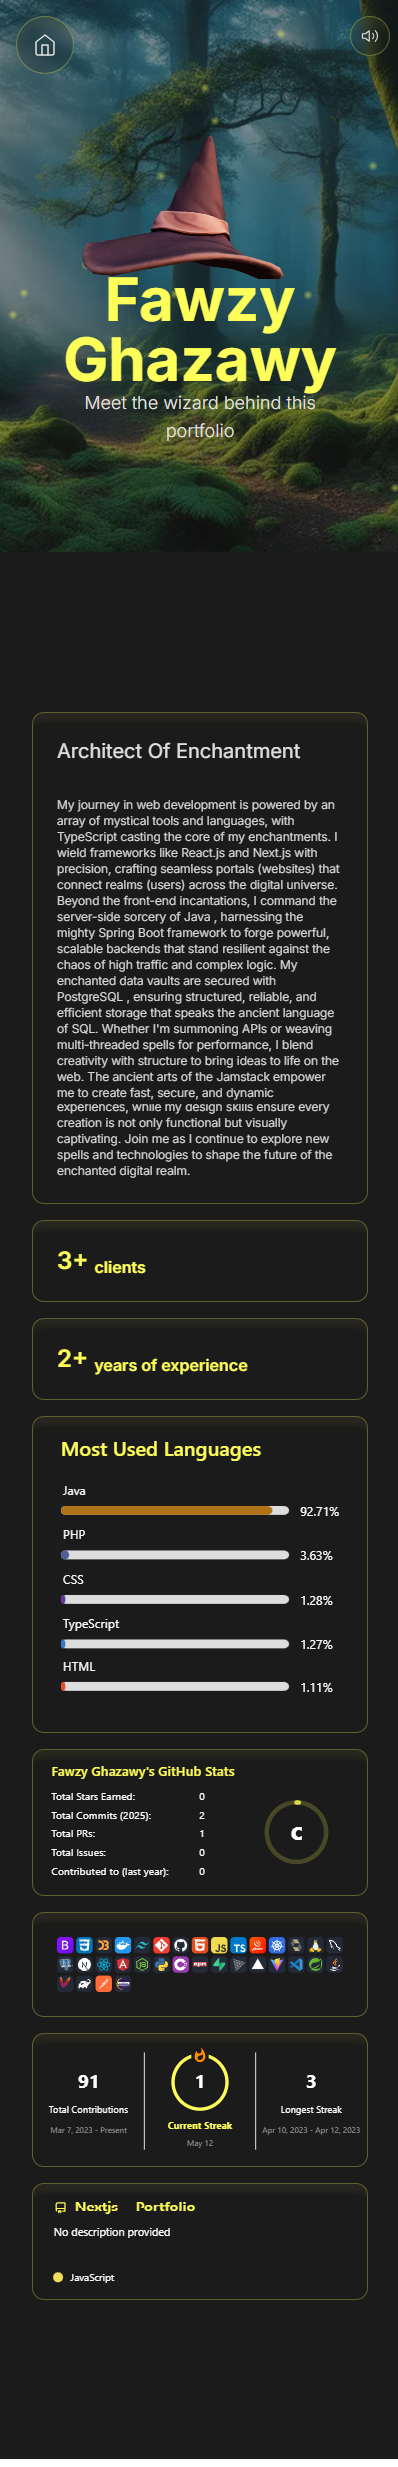 Fawzy
Ghazawy
Meet the wizard behind this
portfolio
Architect Of Enchantment
My journey in web development is powered by an
array of mystical tools and languages, with
TypeScript casting the core of my enchantments. I
wield frameworks like React.js and Next.js with
precision, crafting seamless portals (websites) that
connect realms (users) across the digital universe.
Beyond the front-end incantations, I command the
server-side sorcery of Java , harnessing the
mighty Spring Boot framework to forge powerful,
scalable backends that stand resilient against the
chaos of high traffic and complex logic. My
enchanted data vaults are secured with
PostgreSQL , ensuring structured, reliable, and
efficient storage that speaks the ancient language
of SQL. Whether I'm summoning APIs or weaving
multi-threaded spells for performance, I blend
creativity with structure to bring ideas to life on the
web. The ancient arts of the Jamstack empower
me to create fast, secure, and dynamic
experiences, while my design skills ensure every
creation is not only functional but visually
captivating. Join me as I continue to explore new
spells and technologies to shape the future of the
enchanted digital realm.
3+ clients
2+ years of experience
Most Used Languages
Java
92.71%
PHP
3.63%
CSS
1.28%
TypeScript
1.27%
HTML
1.11%
Fawzy Ghazawy's GitHub Stats
Total Stars Earned: 0
Total Commits (2025): 2
Total PRs: 1
Total Issues: 0
Contributed to (last year): 0
C
B
JS TS
N
npm
91
Total Contributions
Mar 7, 2023 - Present
1
Current Streak
May 12
3
Longest Streak
Apr 10, 2023 - Apr 12, 2023
Nextjs Portfolio
No description provided
JavaScript